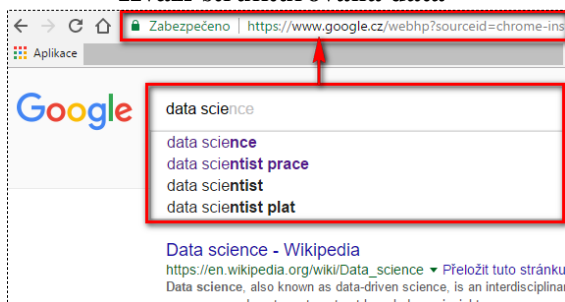 Zabezpečeno | https://www.google.cz/webhp?sourceid=chrome-ins
Aplikace
Google
data science
data science
data scientist prace
data scientist
data scientist plat
Data science - Wikipedia
https://en.wikipedia.org/wiki/Data_science ▾ Přeložit tuto stránku
Data science, also known as data-driven science, is an interdisciplinar